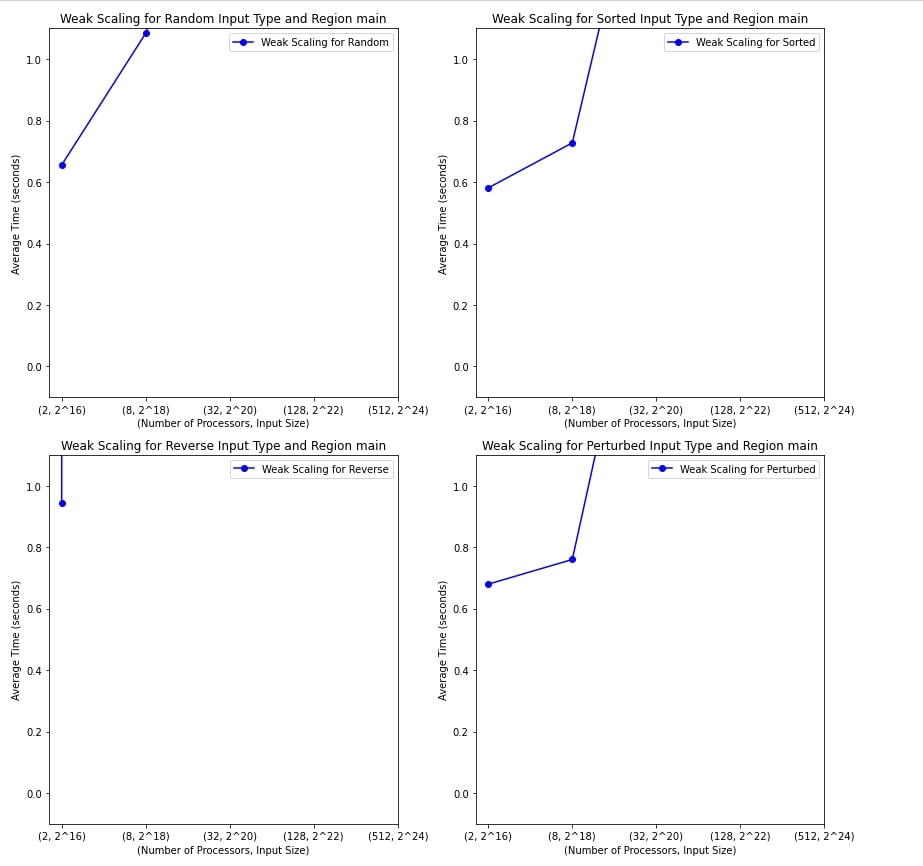 Weak Scaling for Random Input Type and Region main
Weak Scaling for Random
1.0
0.8
0.6
0.4
0.2
0.0
Average Time (seconds)
(2, 2^16) (8, 2^18) (32, 2^20) (128, 2^22) (512, 2^24)
(Number of Processors, Input Size)
Weak Scaling for Sorted Input Type and Region main
Weak Scaling for Sorted
1.0
0.8
0.6
0.4
0.2
0.0
Average Time (seconds)
(2, 2^16) (8, 2^18) (32, 2^20) (128, 2^22) (512, 2^24)
(Number of Processors, Input Size)
Weak Scaling for Reverse Input Type and Region main
Weak Scaling for Reverse
1.0
0.8
0.6
0.4
0.2
0.0
Average Time (seconds)
(2, 2^16) (8, 2^18) (32, 2^20) (128, 2^22) (512, 2^24)
(Number of Processors, Input Size)
Weak Scaling for Perturbed Input Type and Region main
Weak Scaling for Perturbed
1.0
0.8
0.6
0.4
0.2
0.0
Average Time (seconds)
(2, 2^16) (8, 2^18) (32, 2^20) (128, 2^22) (512, 2^24)
(Number of Processors, Input Size)